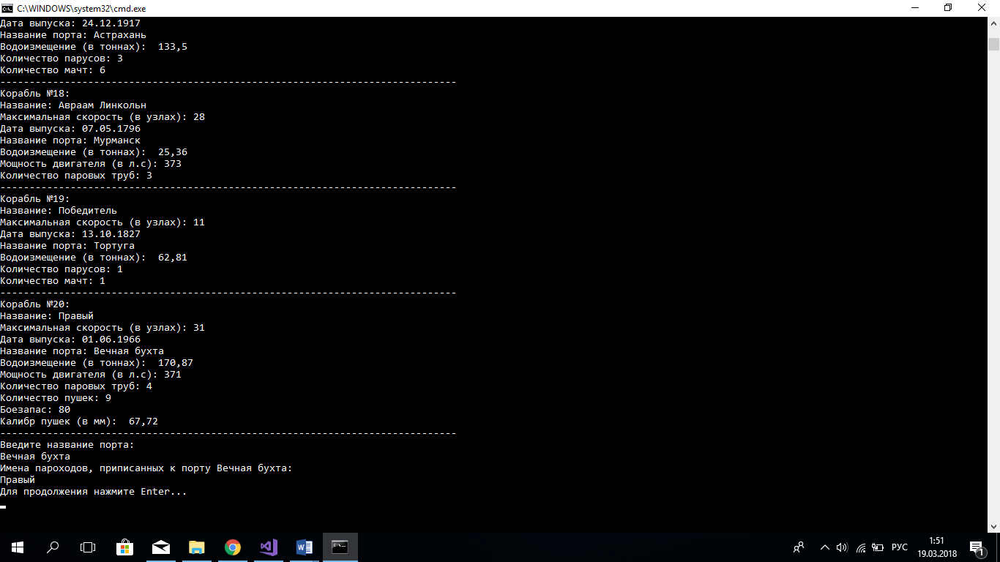 C:\WINDOWS\system32\cmd.exe
Дата выпуска: 24.12.1917
Название порта: Астрахань
Водоизмещение (в тоннах):  133,5
Количество парусов: 3
Количество мачт: 6
------------------------------------------------------------------------------
Корабль №18:
Название: Авраам Линкольн
Максимальная скорость (в узлах): 28
Дата выпуска: 07.05.1796
Название порта: Мурманск
Водоизмещение (в тоннах):  25,36
Мощность двигателя (в л.с): 373
Количество паровых труб: 3
------------------------------------------------------------------------------
Корабль №19:
Название: Победитель
Максимальная скорость (в узлах): 11
Дата выпуска: 13.10.1827
Название порта: Тортуга
Водоизмещение (в тоннах):  62,81
Количество парусов: 1
Количество мачт: 1
------------------------------------------------------------------------------
Корабль №20:
Название: Правый
Максимальная скорость (в узлах): 31
Дата выпуска: 01.06.1966
Название порта: Вечная бухта
Водоизмещение (в тоннах):  170,87
Мощность двигателя (в л.с): 371
Количество паровых труб: 4
Количество пушек: 9
Боезапас: 80
Калибр пушек (в мм):  67,72
------------------------------------------------------------------------------
Введите название порта:
Вечная бухта
Имена пароходов, приписанных к порту Вечная бухта:
Правый
Для продолжения нажмите Enter...
РУС
1:51
19.03.2018
1